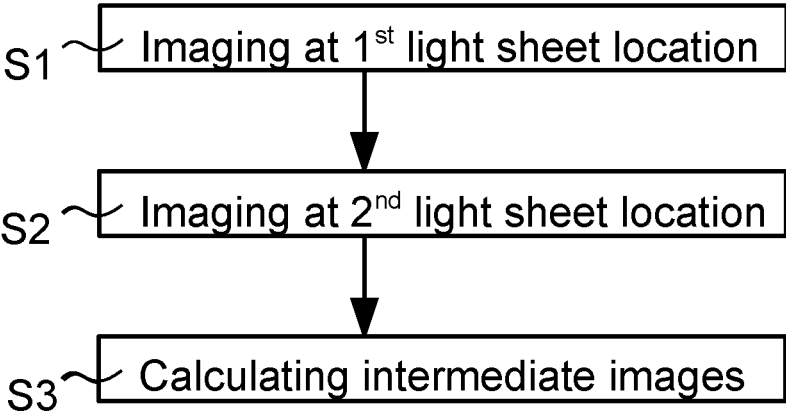 S1 Imaging at 1st light sheet location
S2 Imaging at 2nd light sheet location
S3 Calculating intermediate images